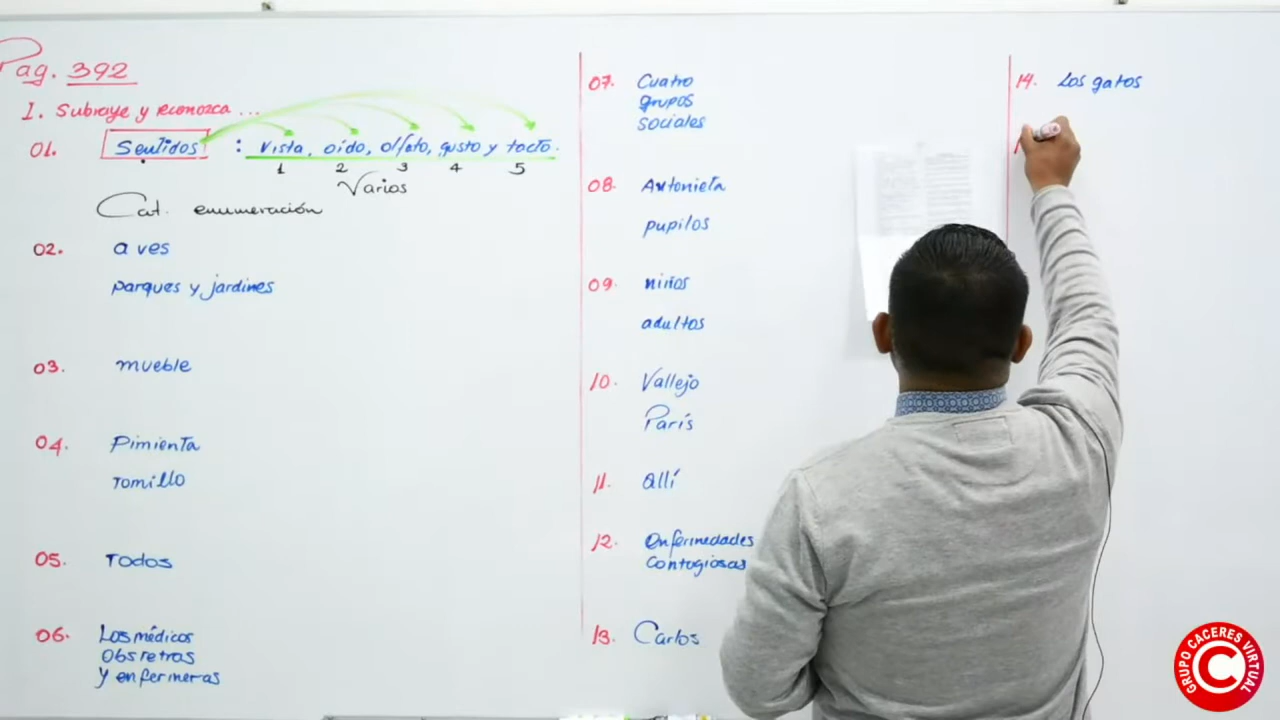 Pag. 392
I. Subraye y reconozca ...
01. Sentidos : vista, oído, olfato, gusto y tacto.
1 2 3 4 5
Varios
Cat. enumeración
02. aves
parques y jardines
03. mueble
04. Pimienta
Tomillo
05. Todos
06. Los médicos
Obstetras
y enfermeras
07. Cuatro
grupos
sociales
08. Antonieta
pupilos
09. niños
adultos
10. Vallejo
París
11. allí
12. Enfermedades
contagiosas
13. Carlos
14. Los gatos
GRUPO CACERES VIRTUAL
C